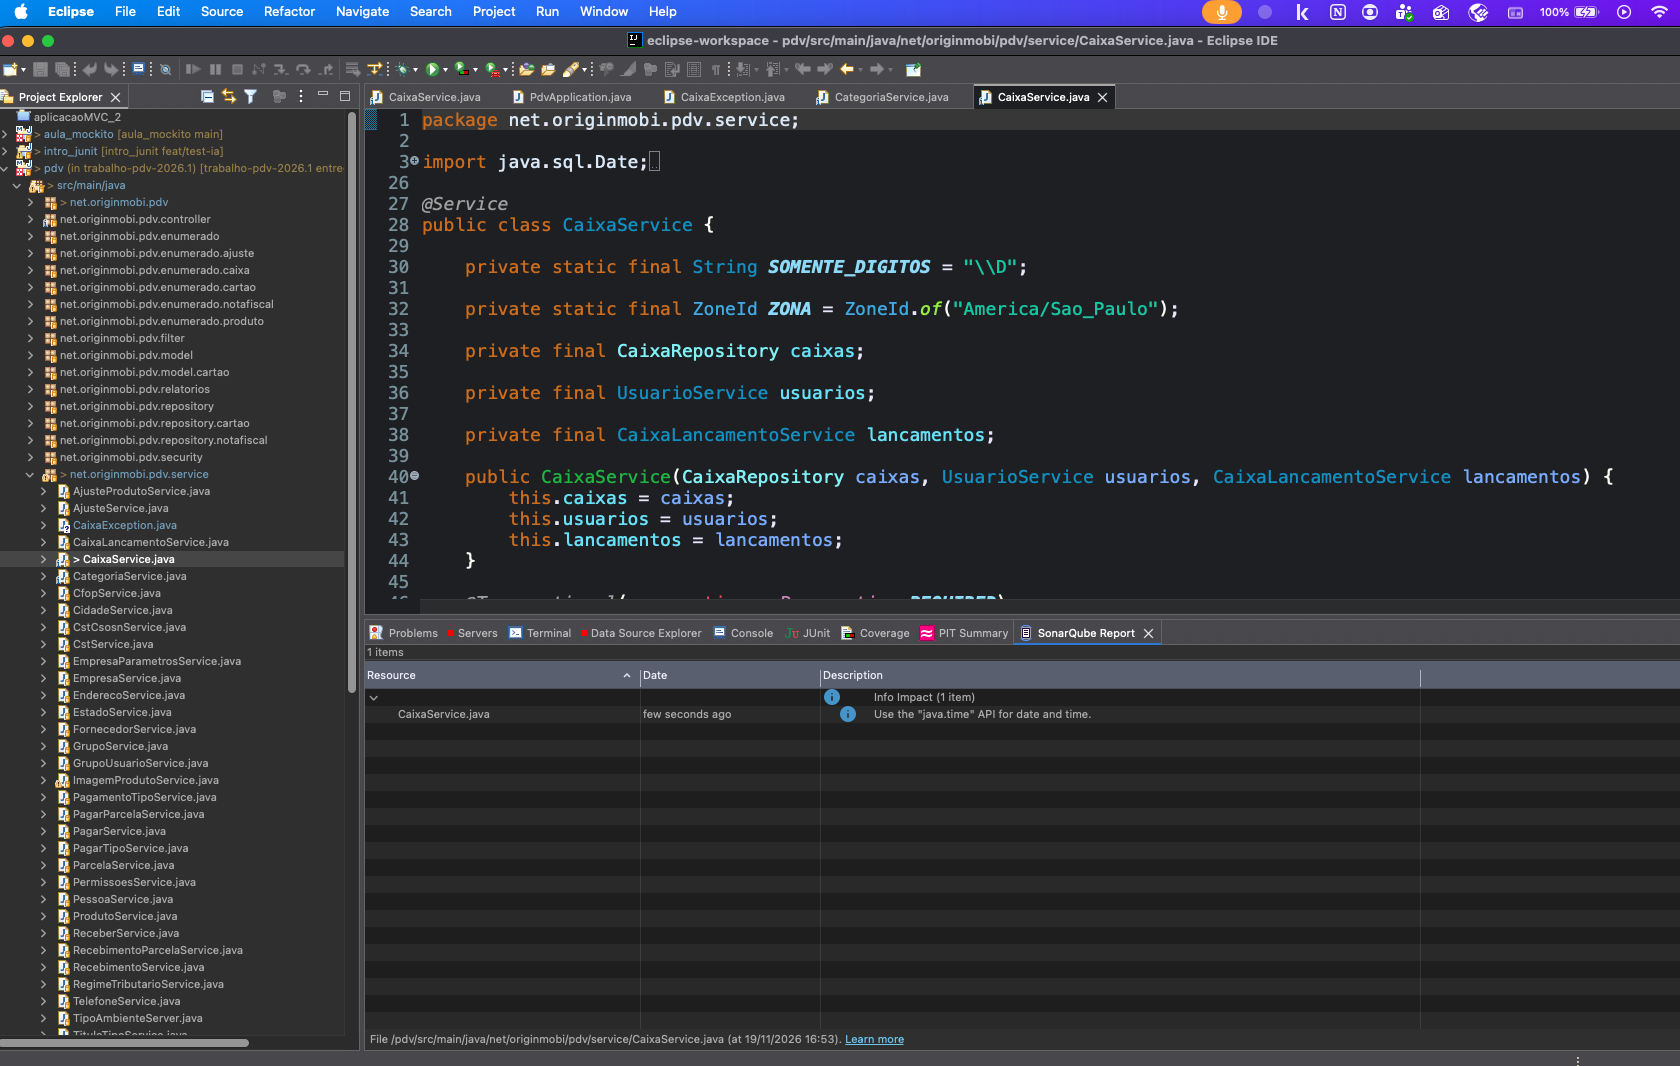 Eclipse File Edit Source Refactor Navigate Search Project Run Window Help 100%
eclipse-workspace - pdv/src/main/java/net/originmobi/pdv/service/CaixaService.java - Eclipse IDE
Project Explorer
aplicacaoMVC_2
> aula_mockito [aula_mockito main]
> intro_junit [intro_junit feat/test-ia]
> pdv (in trabalho-pdv-2026.1) [trabalho-pdv-2026.1 entre
> src/main/java
> net.originmobi.pdv
net.originmobi.pdv.controller
net.originmobi.pdv.enumerado
net.originmobi.pdv.enumerado.ajuste
net.originmobi.pdv.enumerado.caixa
net.originmobi.pdv.enumerado.cartao
net.originmobi.pdv.enumerado.notafiscal
net.originmobi.pdv.enumerado.produto
net.originmobi.pdv.filter
net.originmobi.pdv.model
net.originmobi.pdv.model.cartao
net.originmobi.pdv.relatorios
net.originmobi.pdv.repository
net.originmobi.pdv.repository.cartao
net.originmobi.pdv.repository.notafiscal
net.originmobi.pdv.security
> net.originmobi.pdv.service
AjusteProdutoService.java
AjusteService.java
CaixaException.java
CaixaLancamentoService.java
> CaixaService.java
CategoriaService.java
CfopService.java
CidadeService.java
CstCsosnService.java
CstService.java
EmpresaParametrosService.java
EmpresaService.java
EnderecoService.java
EstadoService.java
FornecedorService.java
GrupoService.java
GrupoUsuarioService.java
ImagemProdutoService.java
PagamentoTipoService.java
PagarParcelaService.java
PagarService.java
PagarTipoService.java
ParcelaService.java
PermissoesService.java
PessoaService.java
ProdutoService.java
ReceberService.java
RecebimentoParcelaService.java
RecebimentoService.java
RegimeTributarioService.java
TelefoneService.java
TipoAmbienteServer.java
TituloTipoService.java
CaixaService.java PdvApplication.java CaixaException.java CategoriaService.java CaixaService.java
1 package net.originmobi.pdv.service;
2
3 import java.sql.Date;
26
27 @Service
28 public class CaixaService {
29
30 private static final String SOMENTE_DIGITOS = "\\D";
31
32 private static final ZoneId ZONA = ZoneId.of("America/Sao_Paulo");
33
34 private final CaixaRepository caixas;
35
36 private final UsuarioService usuarios;
37
38 private final CaixaLancamentoService lancamentos;
39
40 public CaixaService(CaixaRepository caixas, UsuarioService usuarios, CaixaLancamentoService lancamentos) {
41 this.caixas = caixas;
42 this.usuarios = usuarios;
43 this.lancamentos = lancamentos;
44 }
45
Problems Servers Terminal Data Source Explorer Console JUnit Coverage PIT Summary SonarQube Report
1 items
Resource Date Description
Info Impact (1 item)
CaixaService.java few seconds ago Use the "java.time" API for date and time.
File /pdv/src/main/java/net/originmobi/pdv/service/CaixaService.java (at 19/11/2026 16:53). Learn more